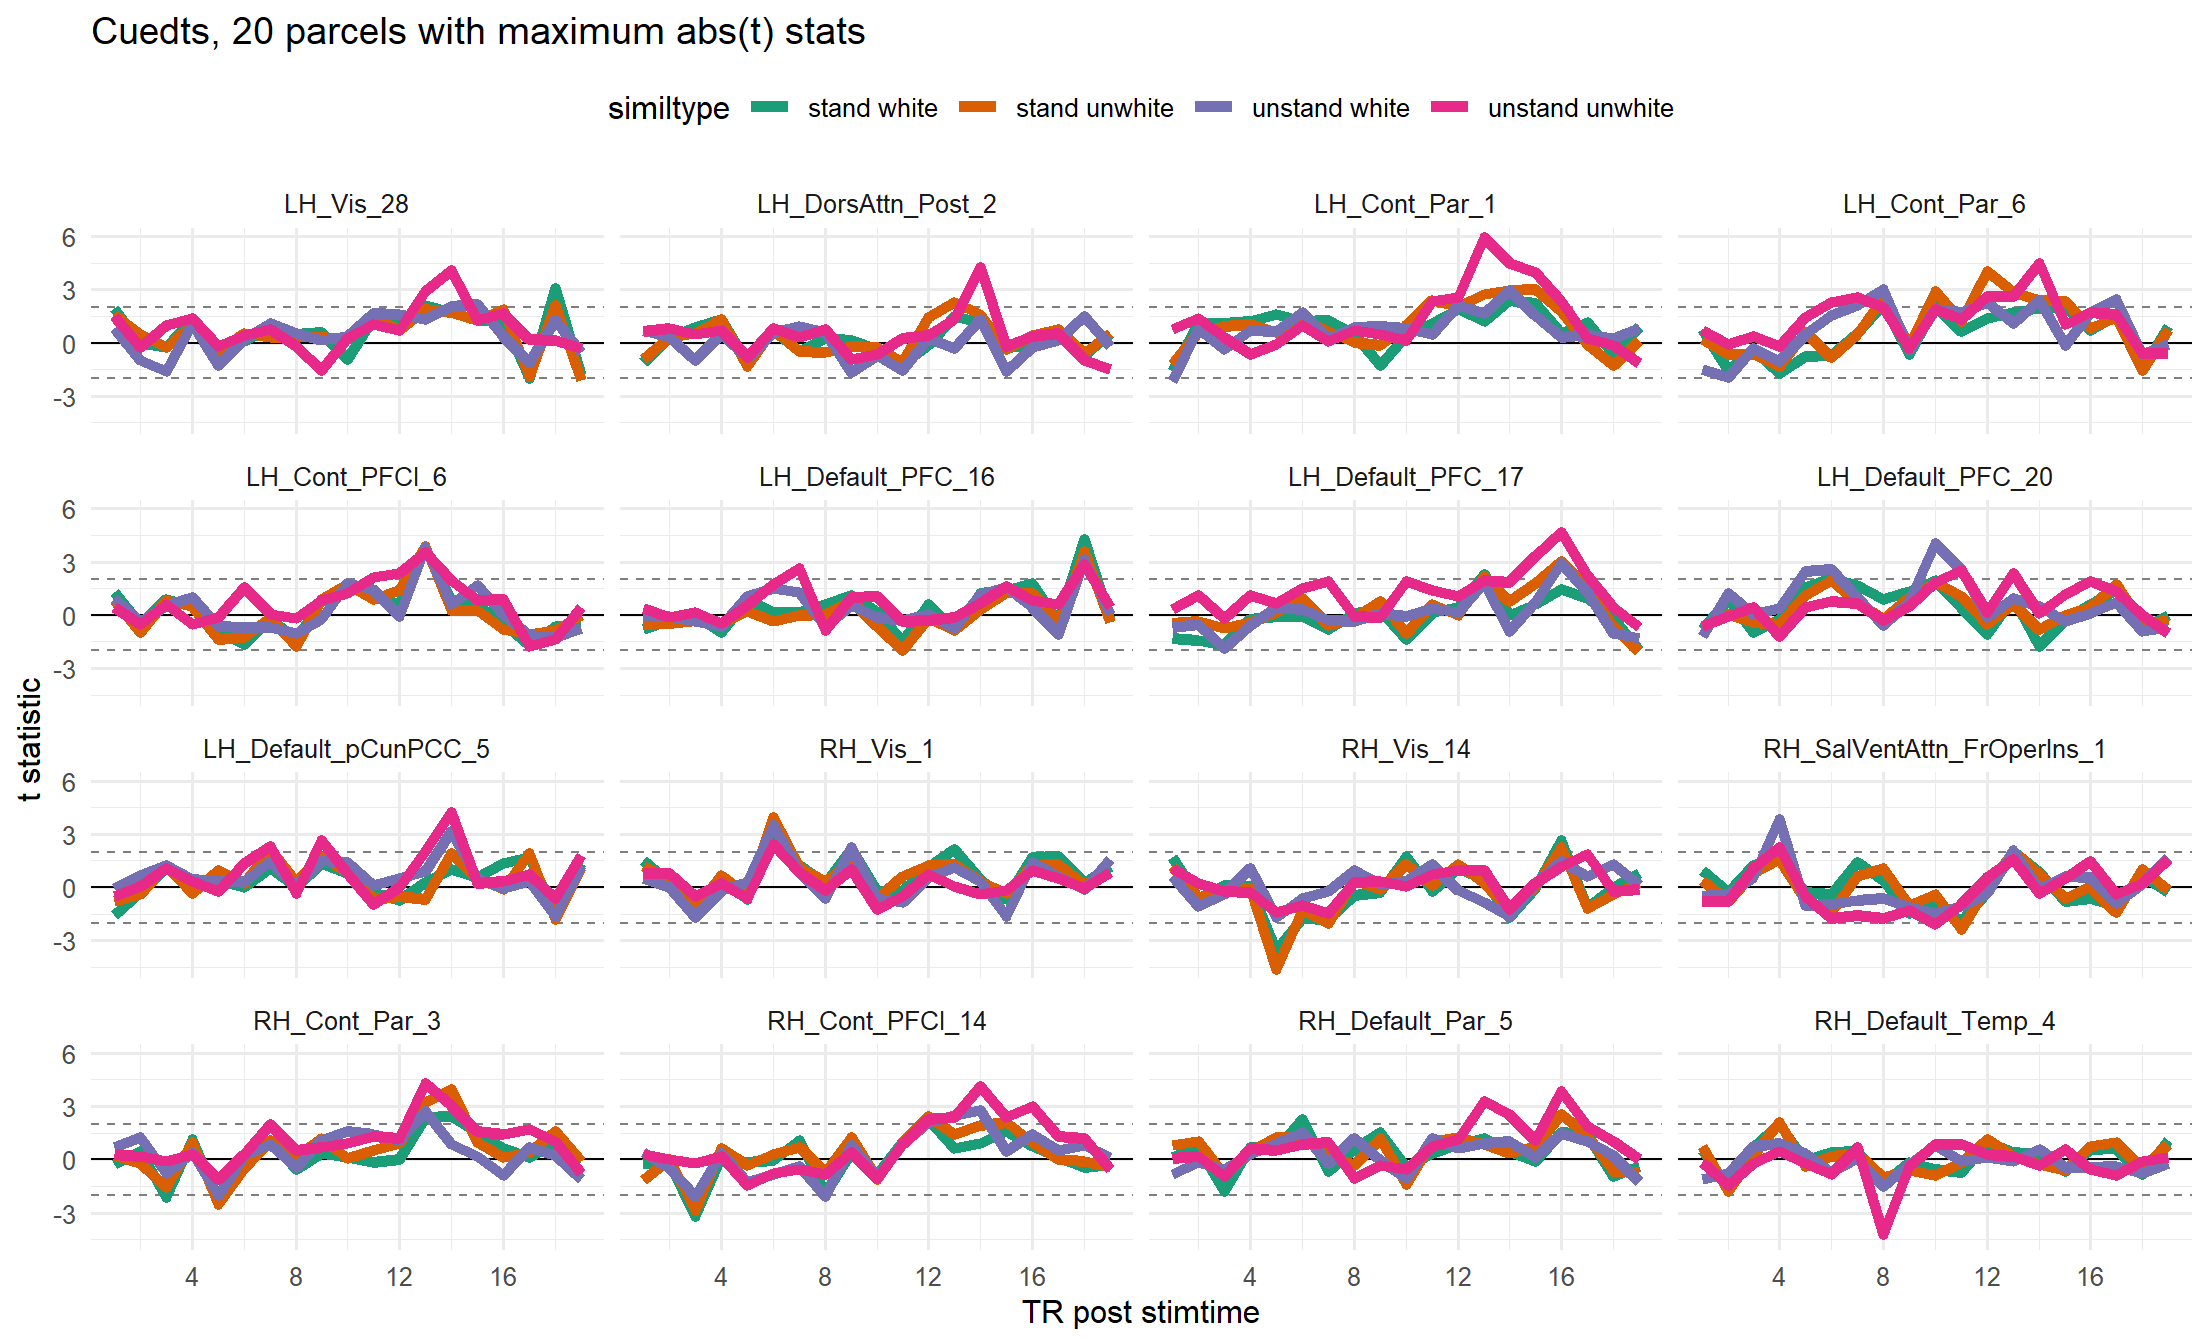 Cuedts, 20 parcels with maximum abs(t) stats
similtype stand white stand unwhite unstand white unstand unwhite
LH_Vis_28 LH_DorsAttn_Post_2 LH_Cont_Par_1 LH_Cont_Par_6
6
3
0
-3
LH_Cont_PFCl_6 LH_Default_PFC_16 LH_Default_PFC_17 LH_Default_PFC_20
6
3
0
-3
t statistic
LH_Default_pCunPCC_5 RH_Vis_1 RH_Vis_14 RH_SalVentAttn_FrOperIns_1
6
3
0
-3
RH_Cont_Par_3 RH_Cont_PFCl_14 RH_Default_Par_5 RH_Default_Temp_4
6
3
0
-3
4 8 12 16 4 8 12 16 4 8 12 16 4 8 12 16
TR post stimtime